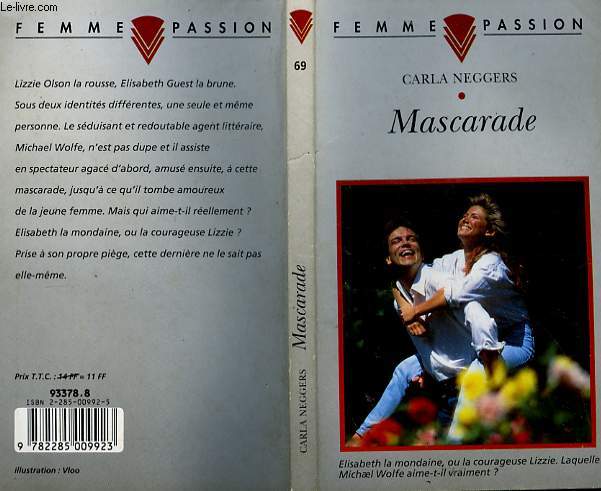 Le-livre.com
FEMME PASSION
Lizzie Olson la rousse, Elisabeth Guest la brune.
Sous deux identités différentes, une seule et même
personne. Le séduisant et redoutable agent littéraire,
Michael Wolfe, n'est pas dupe et il assiste
en spectateur agacé d'abord, amusé ensuite, à cette
mascarade, jusqu'à ce qu'il tombe amoureux
de la jeune femme. Mais qui aime-t-il réellement ?
Elisabeth la mondaine, ou la courageuse Lizzie ?
Prise à son propre piège, cette dernière ne le sait pas
elle-même.
Prix T.T.C. : 14 FF = 11 FF
93378.8
ISBN 2-285-00992-5
9 782285 009923
Illustration : Vloo
69
Mascarade
CARLA NEGGERS
FEMME PASSION
CARLA NEGGERS
Mascarade
Elisabeth la mondaine, ou la courageuse Lizzie. Laquelle
Michæl Wolfe aime-t-il vraiment ?